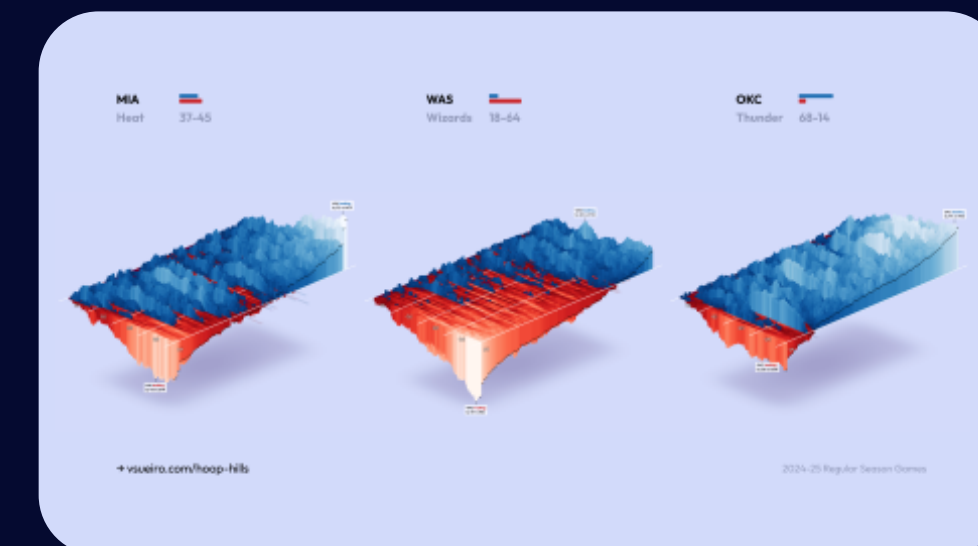 MIA
Heat 37-45
WAS
Wizards 18-64
OKC
Thunder 68-14
→ vsueiro.com/hoop-hills
2024-25 Regular Season Games